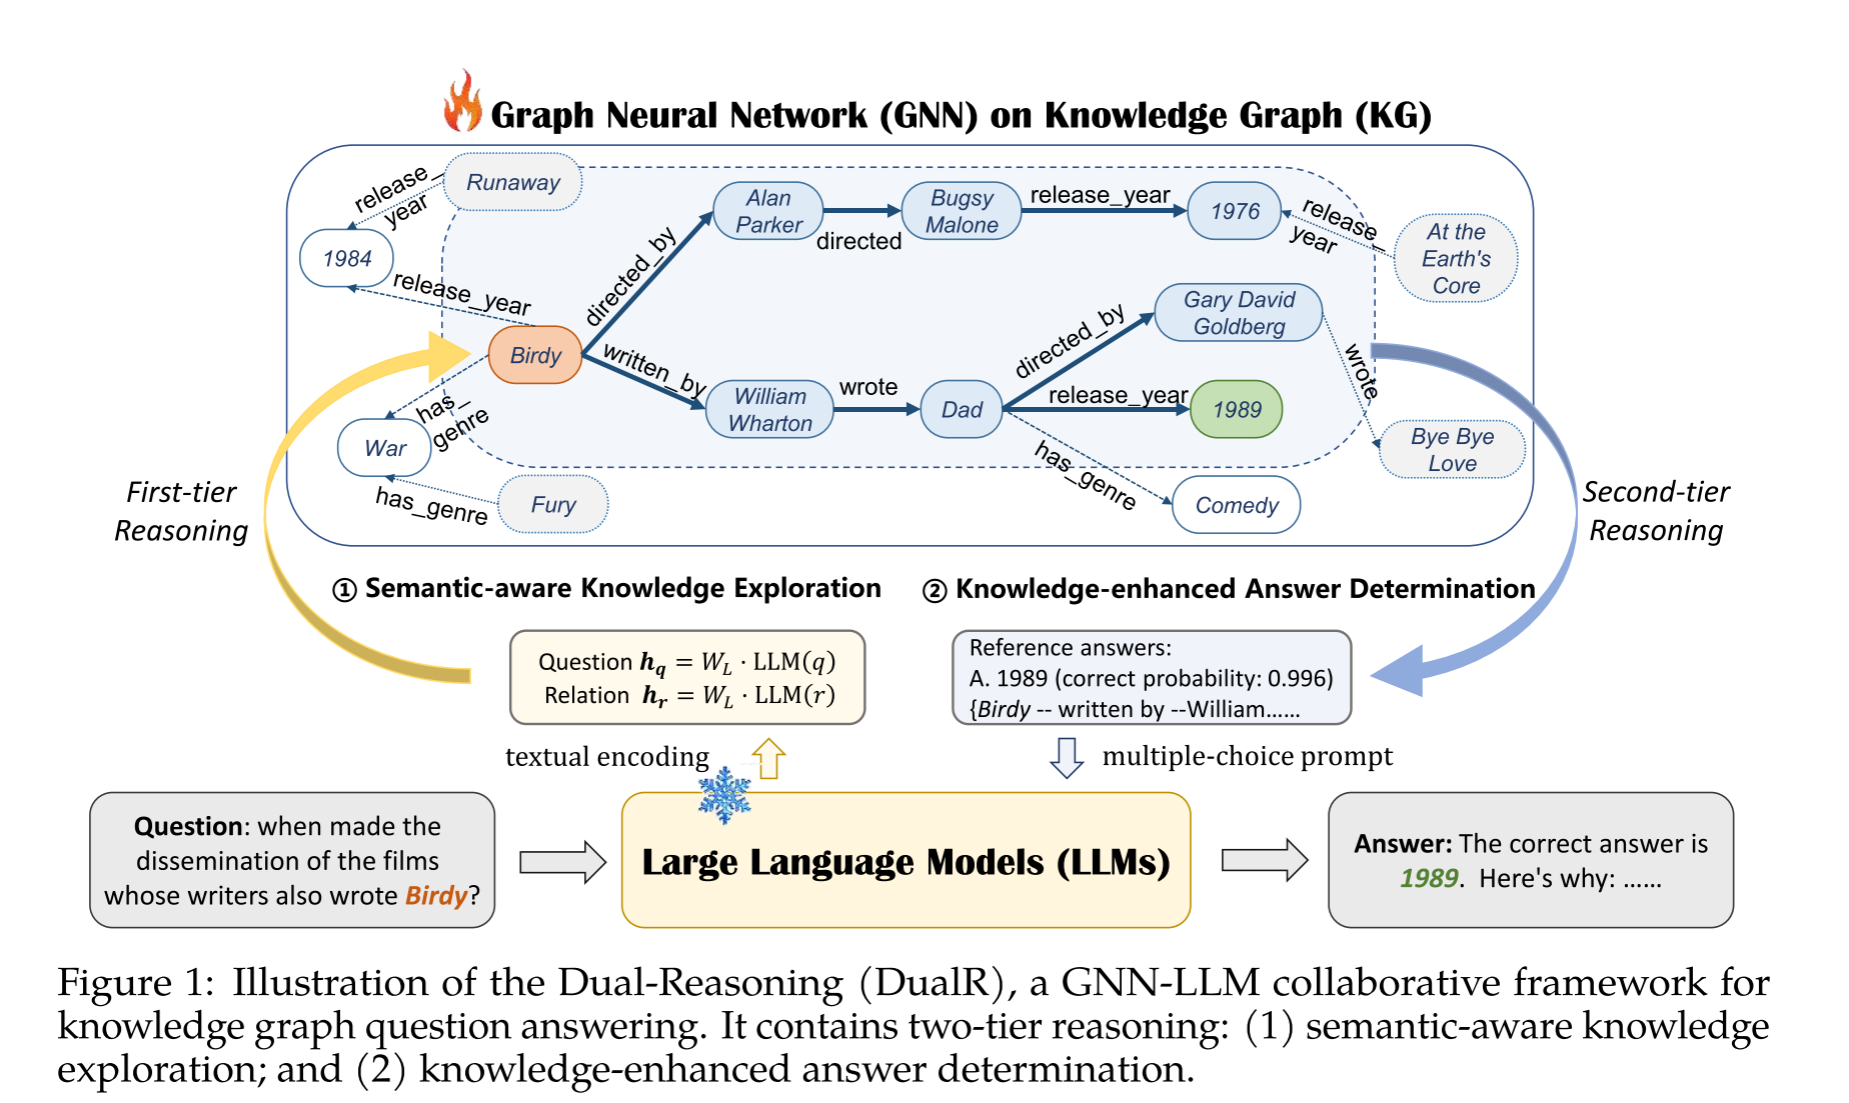 Graph Neural Network (GNN) on Knowledge Graph (KG)
release_
year
Runaway
1984
release_year
Birdy
has_
genre
War
has_genre
Fury
directed_by
Alan
Parker
directed
Bugsy
Malone
release_year
1976
release_
year
At the
Earth's
Core
written_by
William
Wharton
wrote
Dad
directed_by
Gary David
Goldberg
wrote
Bye Bye
Love
release_year
1989
has_genre
Comedy
First-tier
Reasoning
Second-tier
Reasoning
① Semantic-aware Knowledge Exploration
② Knowledge-enhanced Answer Determination
Question h_q = W_L · LLM(q)
Relation h_r = W_L · LLM(r)
Reference answers:
A. 1989 (correct probability: 0.996)
{Birdy -- written by --William......
textual encoding
multiple-choice prompt
Question: when made the
dissemination of the films
whose writers also wrote Birdy?
Large Language Models (LLMs)
Answer: The correct answer is
1989. Here's why: ......
Figure 1: Illustration of the Dual-Reasoning (DualR), a GNN-LLM collaborative framework for
knowledge graph question answering. It contains two-tier reasoning: (1) semantic-aware knowledge
exploration; and (2) knowledge-enhanced answer determination.